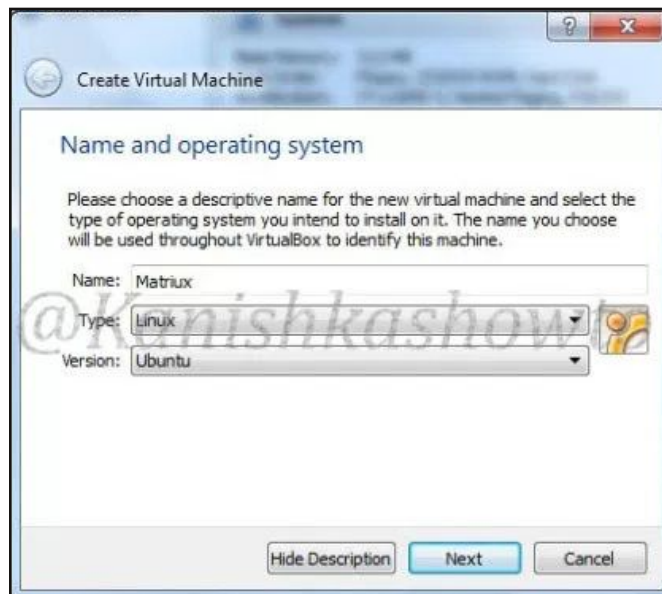 Create Virtual Machine
Name and operating system
Please choose a descriptive name for the new virtual machine and select the
type of operating system you intend to install on it. The name you choose
will be used throughout VirtualBox to identify this machine.
Name: Matriux
Type: Linux
@Kanishkashowto
Version: Ubuntu
Hide Description Next Cancel